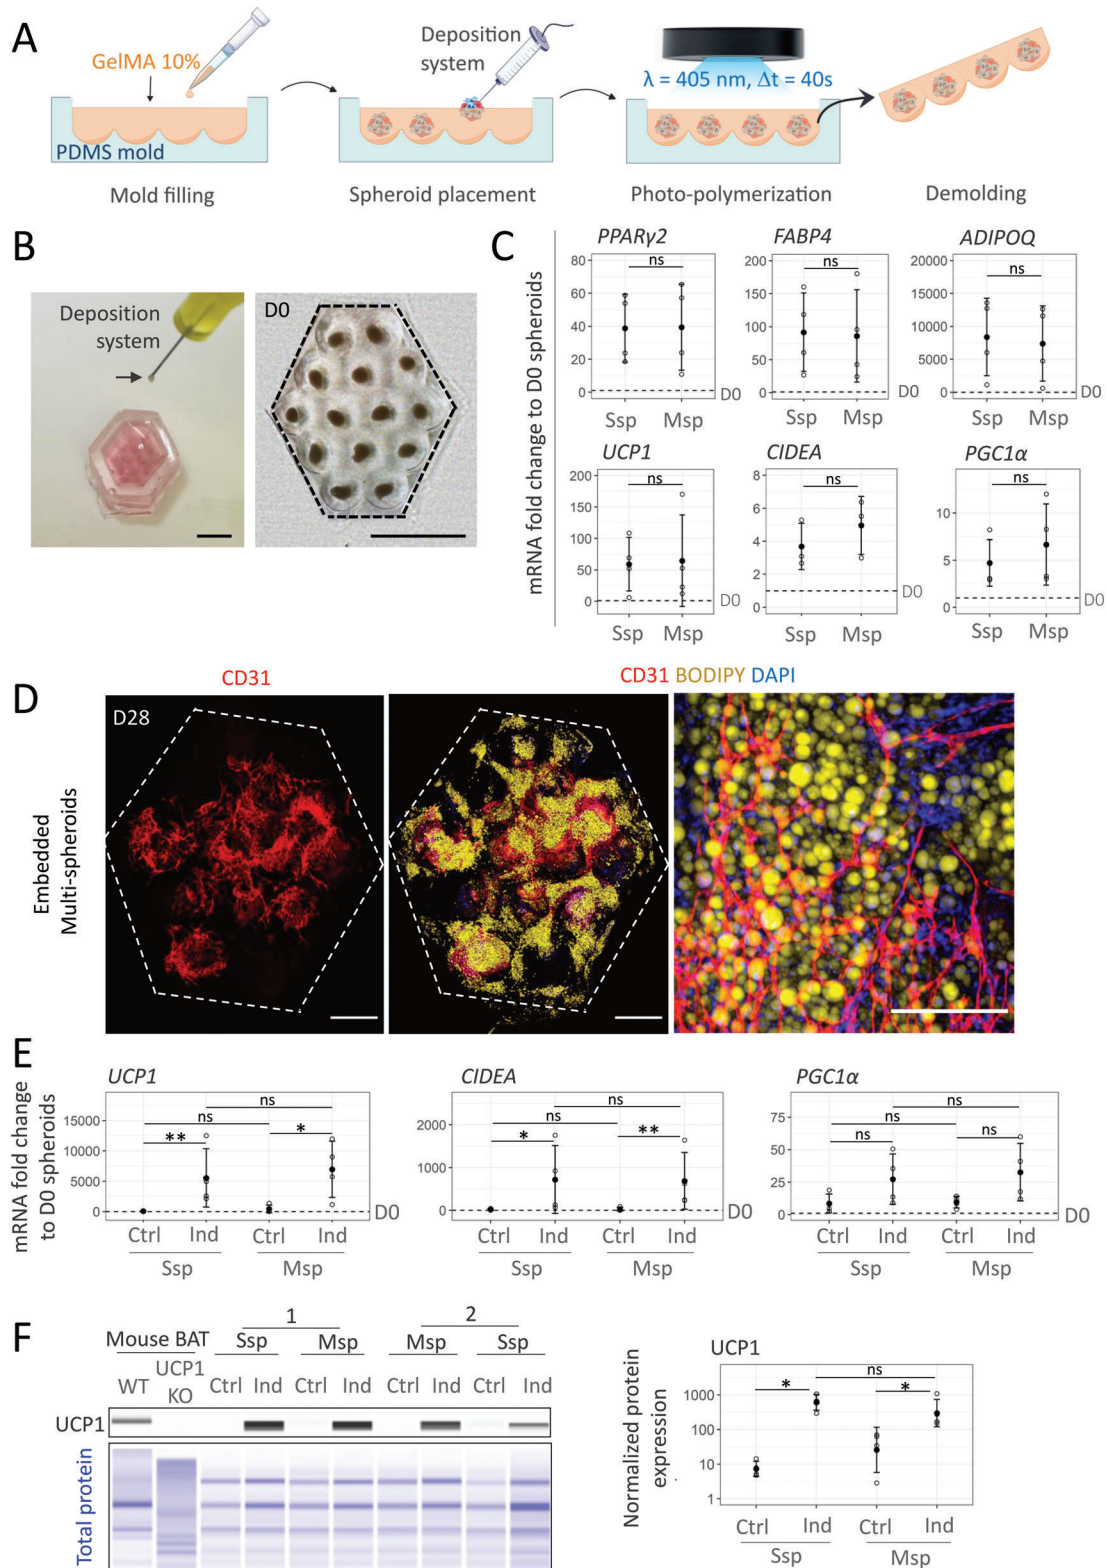 A
GelMA 10%
PDMS mold
Mold filling
Deposition
system
Spheroid placement
λ = 405 nm, Δt = 40s
Photo-polymerization
Demolding
B
Deposition
system
D0
C
mRNA fold change to D0 spheroids
PPARγ2
80
60
40
20
0
ns
Ssp
Msp
FABP4
200
150
100
50
0
ns
Ssp
Msp
ADIPOQ
20000
15000
10000
5000
0
ns
D0
Ssp
Msp
UCP1
200
150
100
50
0
ns
D0
Ssp
Msp
CIDEA
8
6
4
2
0
ns
D0
Ssp
Msp
PGC1α
10
5
0
ns
D0
Ssp
Msp
D
Embedded
Multi-spheroids
CD31
D28
CD31 BODIPY DAPI
E
mRNA fold change
to D0 spheroids
UCP1
15000
10000
5000
0
ns
ns
**
*
D0
Ctrl Ind Ctrl Ind
Ssp Msp
CIDEA
2000
1000
0
ns
ns
*
**
D0
Ctrl Ind Ctrl Ind
Ssp Msp
PGC1α
75
50
25
0
ns
ns
ns
ns
D0
Ctrl Ind Ctrl Ind
Ssp Msp
F
1 2
Mouse BAT Ssp Msp Msp Ssp
WT UCP1
KO
Ctrl Ind Ctrl Ind Ctrl Ind Ctrl Ind
UCP1
Total protein
UCP1
Normalized protein
expression
1000
100
10
1
ns
*
*
Ctrl Ind Ctrl Ind
Ssp Msp